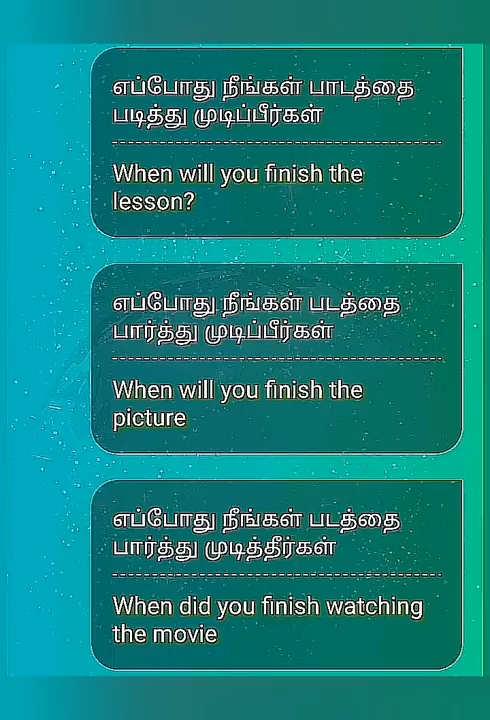 எப்போது நீங்கள் பாடத்தை
படித்து முடிப்பீர்கள்
When will you finish the
lesson?
எப்போது நீங்கள் படத்தை
பார்த்து முடிப்பீர்கள்
When will you finish the
picture
எப்போது நீங்கள் படத்தை
பார்த்து முடித்தீர்கள்
When did you finish watching
the movie